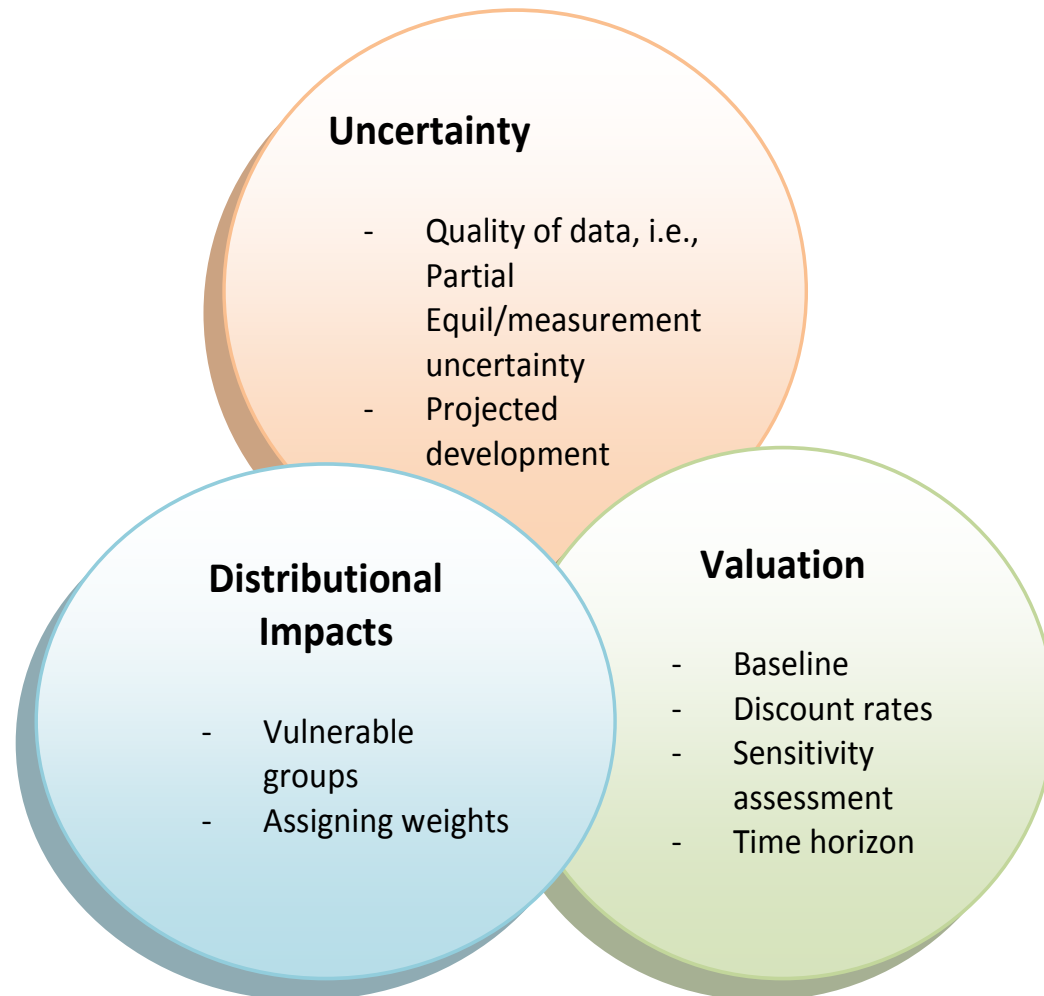 Uncertainty
- Quality of data, i.e.,
Partial
Equil/measurement
uncertainty
- Projected
development
Distributional
Impacts
- Vulnerable
groups
- Assigning weights
Valuation
- Baseline
- Discount rates
- Sensitivity
assessment
- Time horizon